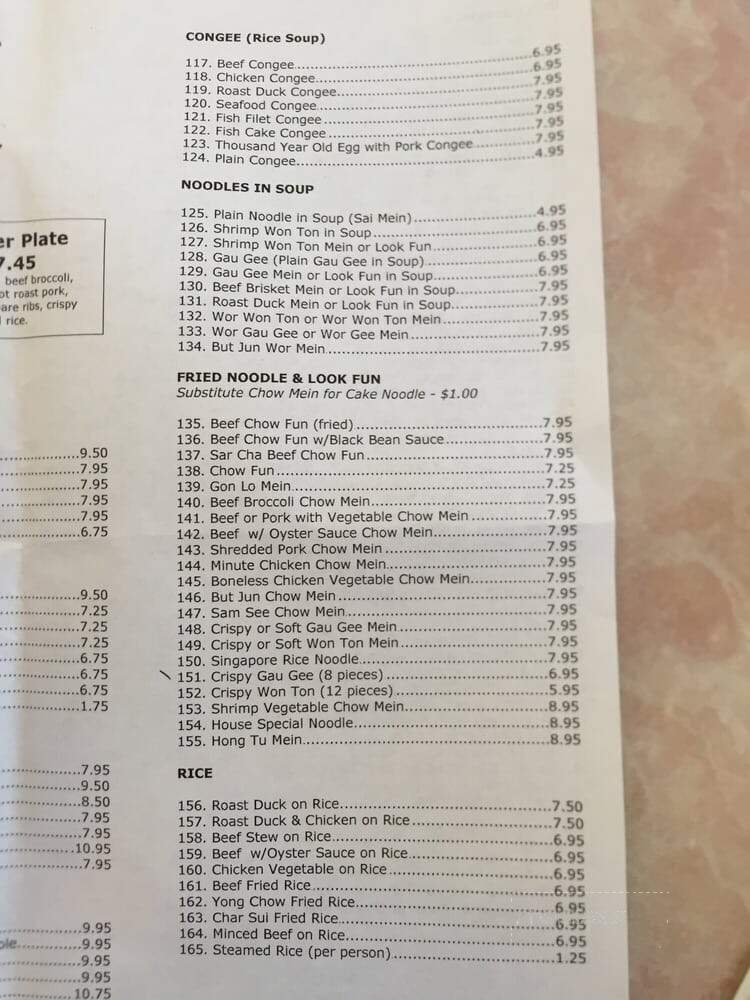 CONGEE (Rice Soup)
117. Beef Congee 6.95
118. Chicken Congee 6.95
119. Roast Duck Congee 7.95
120. Seafood Congee 7.95
121. Fish Filet Congee 7.95
122. Fish Cake Congee 7.95
123. Thousand Year Old Egg with Pork Congee 7.95
124. Plain Congee 4.95
NOODLES IN SOUP
125. Plain Noodle in Soup (Sai Mein) 4.95
126. Shrimp Won Ton in Soup 6.95
127. Shrimp Won Ton Mein or Look Fun 6.95
128. Gau Gee (Plain Gau Gee in Soup) 6.95
129. Gau Gee Mein or Look Fun in Soup 6.95
130. Beef Brisket Mein or Look Fun in Soup 7.95
131. Roast Duck Mein or Look Fun in Soup 7.95
132. Wor Won Ton or Wor Won Ton Mein 7.95
133. Wor Gau Gee or Wor Gee Mein 7.95
134. But Jun Wor Mein 7.95
FRIED NOODLE & LOOK FUN
Substitute Chow Mein for Cake Noodle - $1.00
135. Beef Chow Fun (fried) 7.95
136. Beef Chow Fun w/Black Bean Sauce 7.95
137. Sar Cha Beef Chow Fun 7.95
138. Chow Fun 7.25
139. Gon Lo Mein 7.25
140. Beef Broccoli Chow Mein 7.95
141. Beef or Pork with Vegetable Chow Mein 7.95
142. Beef w/ Oyster Sauce Chow Mein 7.95
143. Shredded Pork Chow Mein 7.95
144. Minute Chicken Chow Mein 7.95
145. Boneless Chicken Vegetable Chow Mein 7.95
146. But Jun Chow Mein 7.95
147. Sam See Chow Mein 7.95
148. Crispy or Soft Gau Gee Mein 7.95
149. Crispy or Soft Won Ton Mein 7.95
150. Singapore Rice Noodle 7.95
151. Crispy Gau Gee (8 pieces) 6.95
152. Crispy Won Ton (12 pieces) 5.95
153. Shrimp Vegetable Chow Mein 8.95
154. House Special Noodle 8.95
155. Hong Tu Mein 8.95
RICE
156. Roast Duck on Rice 7.50
157. Roast Duck & Chicken on Rice 7.50
158. Beef Stew on Rice 6.95
159. Beef w/Oyster Sauce on Rice 6.95
160. Chicken Vegetable on Rice 6.95
161. Beef Fried Rice 6.95
162. Yong Chow Fried Rice 6.95
163. Char Sui Fried Rice 6.95
164. Minced Beef on Rice 6.95
165. Steamed Rice (per person) 1.25
er Plate
7.45
beef broccoli,
ot roast pork,
are ribs, crispy
rice.
9.50
7.95
7.95
7.95
7.95
6.75
9.50
7.25
7.25
7.25
6.75
6.75
6.75
1.75
7.95
9.50
8.50
7.95
7.95
10.95
7.95
9.95
9.95
9.95
9.95
10.75